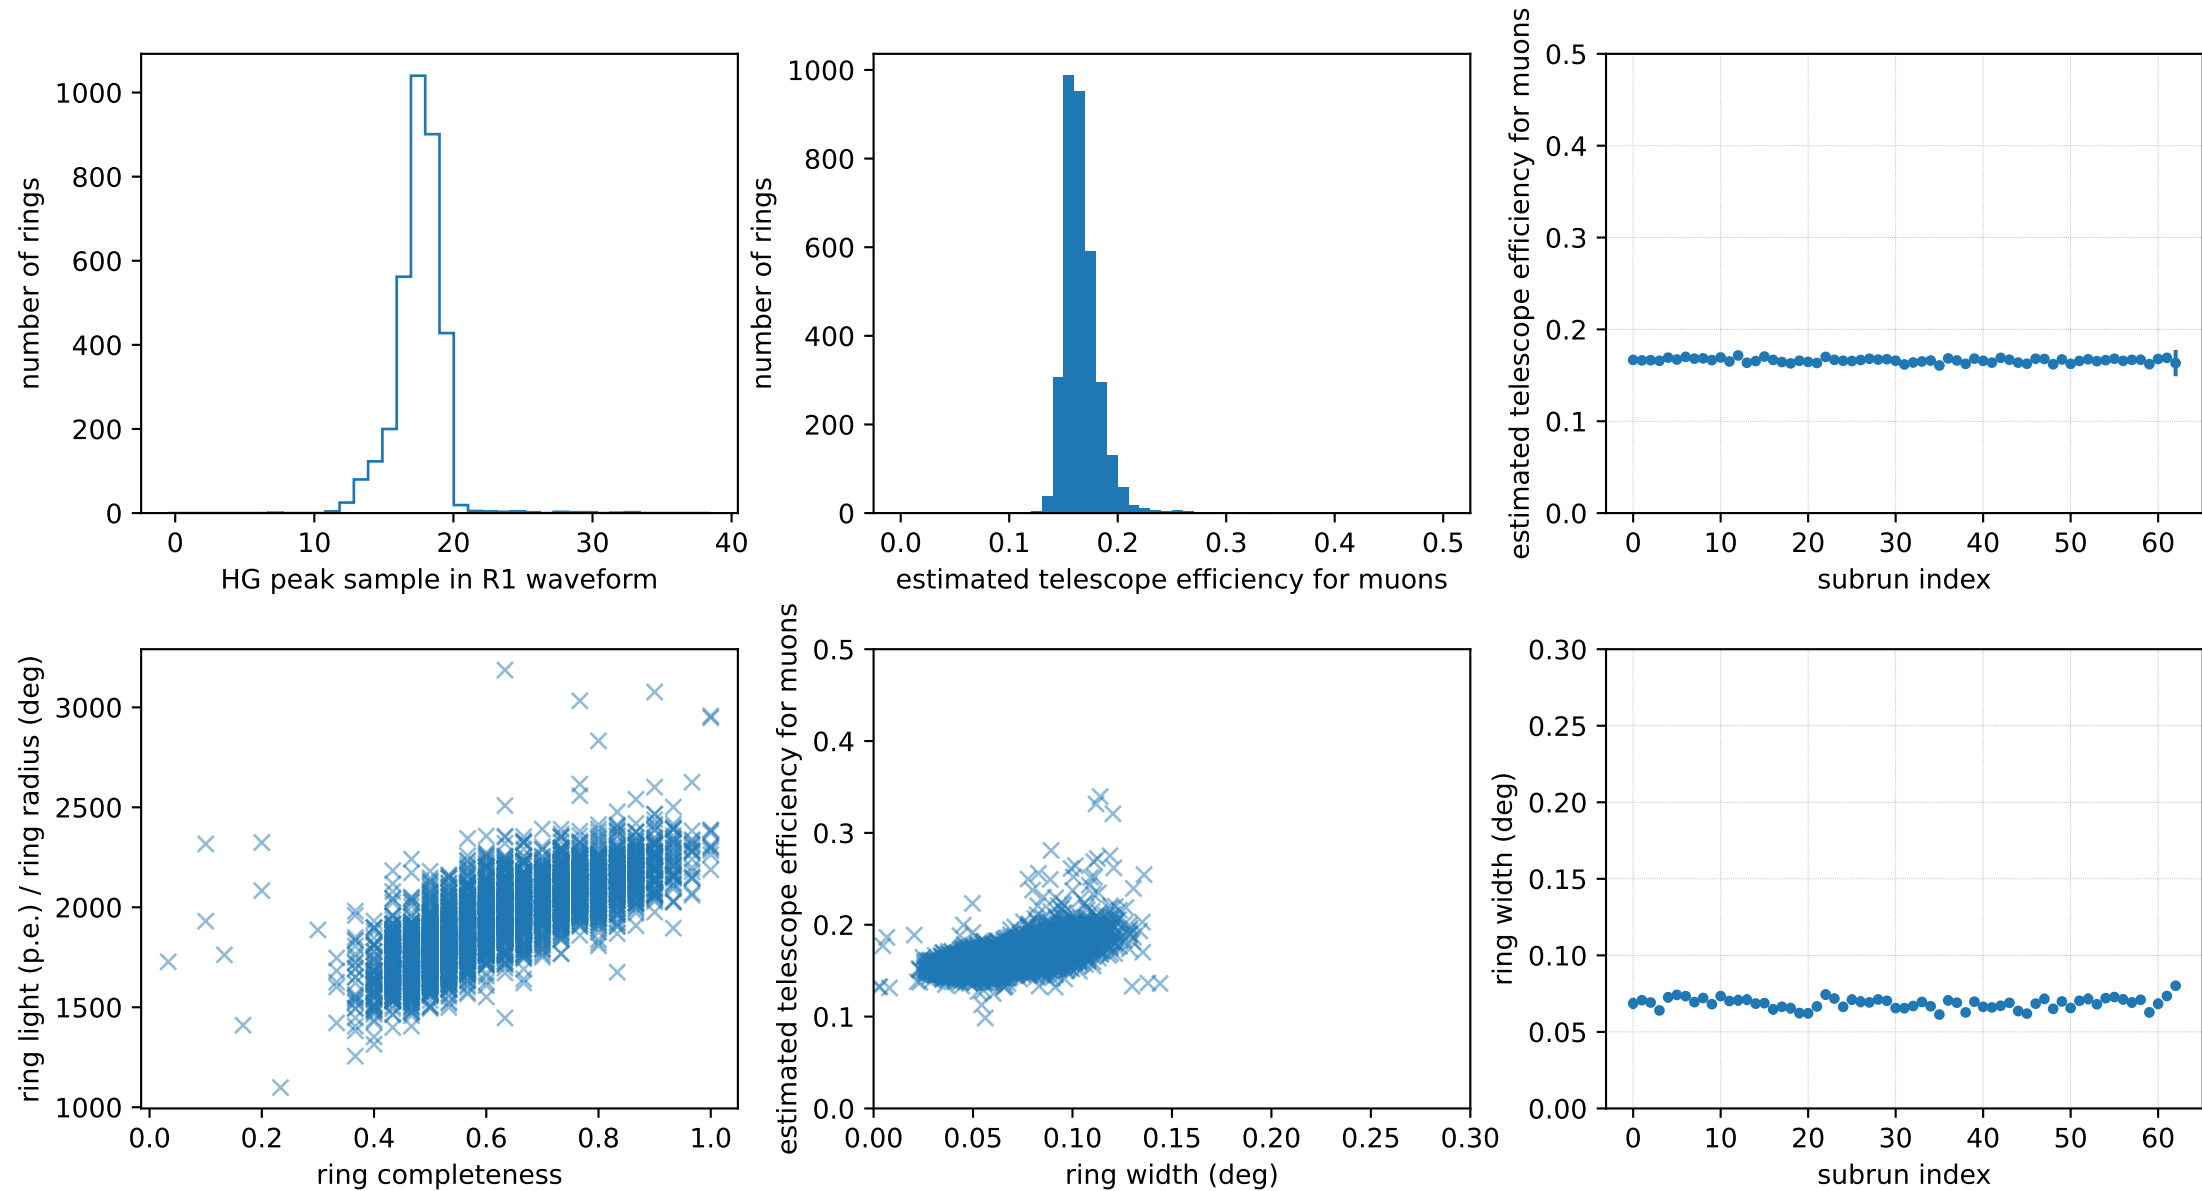 number of rings
1000
800
600
400
200
0
0 10 20 30 40
HG peak sample in R1 waveform
number of rings
1000
800
600
400
200
0
0.0 0.1 0.2 0.3 0.4 0.5
estimated telescope efficiency for muons
estimated telescope efficiency for muons
0.5
0.4
0.3
0.2
0.1
0.0
0 10 20 30 40 50 60
subrun index
ring light (p.e.) / ring radius (deg)
3000
2500
2000
1500
1000
0.0 0.2 0.4 0.6 0.8 1.0
ring completeness
estimated telescope efficiency for muons
0.5
0.4
0.3
0.2
0.1
0.0
0.00 0.05 0.10 0.15 0.20 0.25 0.30
ring width (deg)
ring width (deg)
0.30
0.25
0.20
0.15
0.10
0.05
0.00
0 10 20 30 40 50 60
subrun index